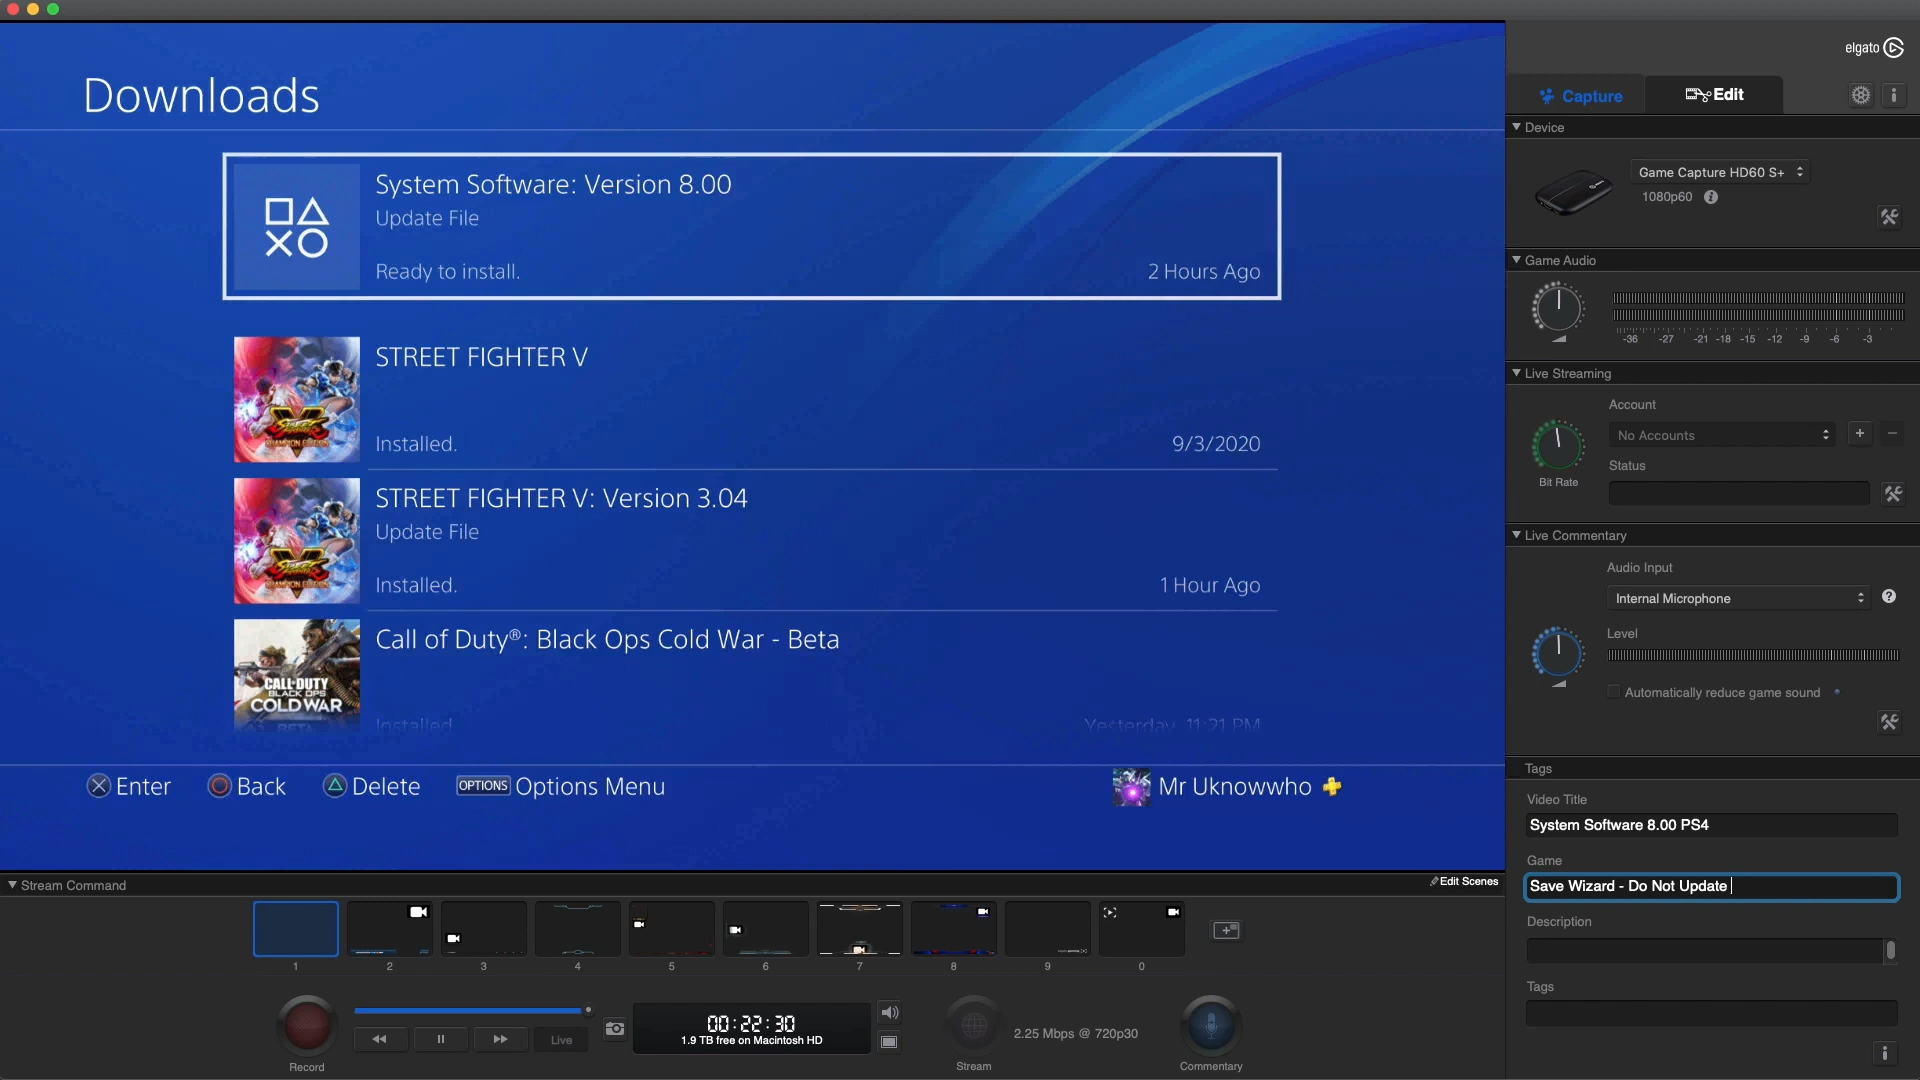 Downloads
System Software: Version 8.00
Update File
Ready to install.
2 Hours Ago
STREET FIGHTER V
Installed.
9/3/2020
STREET FIGHTER V: Version 3.04
Update File
Installed.
1 Hour Ago
CALL OF DUTY
BLACK OPS
COLD WAR
BETA
Call of Duty®: Black Ops Cold War - Beta
Installed
Yesterday 11:21 PM
Enter
Back
Delete
OPTIONS Options Menu
Mr Uknowwho
elgato
Capture
Edit
Device
Game Capture HD60 S+
1080p60
Game Audio
-36 -27 -21 -18 -15 -12 -9 -6 -3
Live Streaming
Account
No Accounts
Status
Bit Rate
Live Commentary
Audio Input
Internal Microphone
Level
Automatically reduce game sound
Tags
Video Title
System Software 8.00 PS4
Game
Save Wizard - Do Not Update
Description
Tags
Stream Command
Edit Scenes
1 2 3 4 5 6 7 8 9 0
Record
Live
00:22:30
1.9 TB free on Macintosh HD
Stream
2.25 Mbps @ 720p30
Commentary